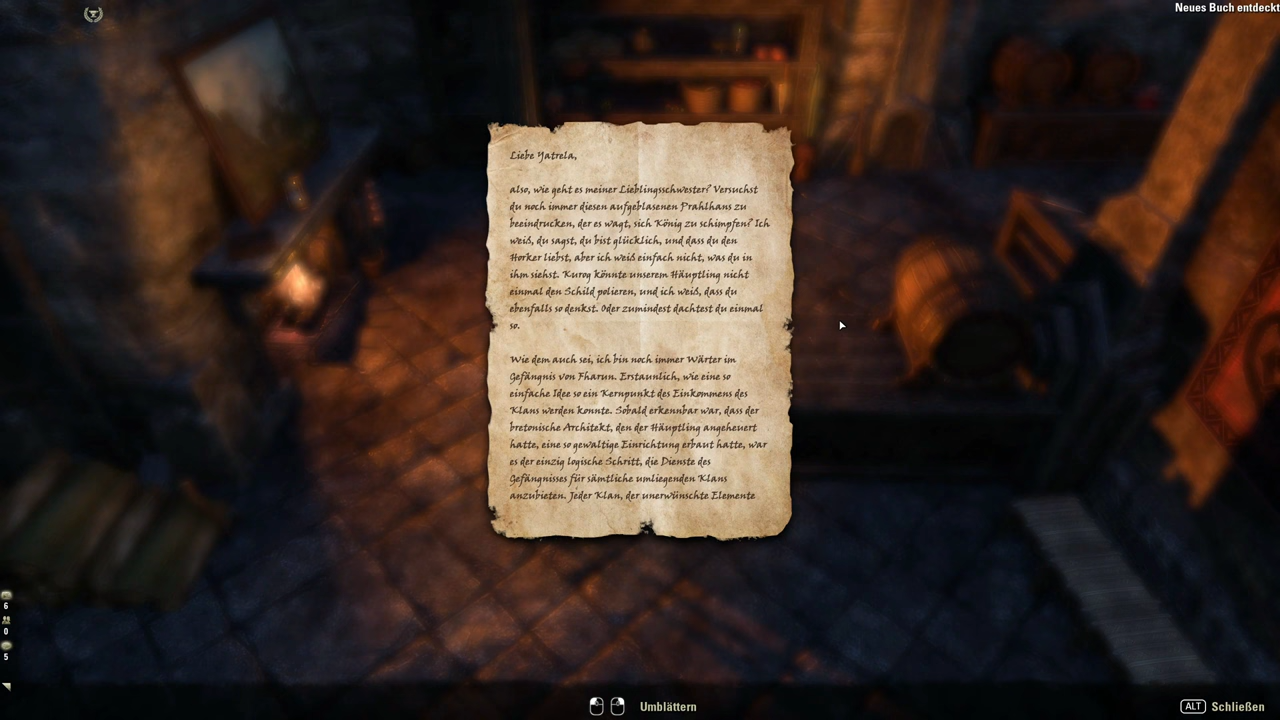 Neues Buch entdeckt
Liebe Yatrela,
also, wie geht es meiner Lieblingsschwester? Versuchst
du noch immer diesen aufgeblasenen Prahlhans zu
beeindrucken, der es wagt, sich König zu schimpfen? Ich
weiß, du sagst, du bist glücklich, und dass du den
Horker liebst, aber ich weiß einfach nicht, was du in
ihm siehst. Kurog könnte unserem Häuptling nicht
einmal den Schild polieren, und ich weiß, dass du
ebenfalls so denkst. Oder zumindest dachtest du einmal
so.
Wie dem auch sei, ich bin noch immer Wärter im
Gefängnis von Fharun. Erstaunlich, wie eine so
einfache Idee so ein Kernpunkt des Einkommens des
Klans werden konnte. Sobald erkennbar war, dass der
bretonische Architekt, den der Häuptling angeheuert
hatte, eine so gewaltige Einrichtung erbaut hatte, war
es der einzig logische Schritt, die Dienste des
Gefängnisses für sämtliche umliegenden Klans
anzubieten. Jeder Klan, der unerwünschte Elemente
6
0
5
Umblättern
ALT Schließen